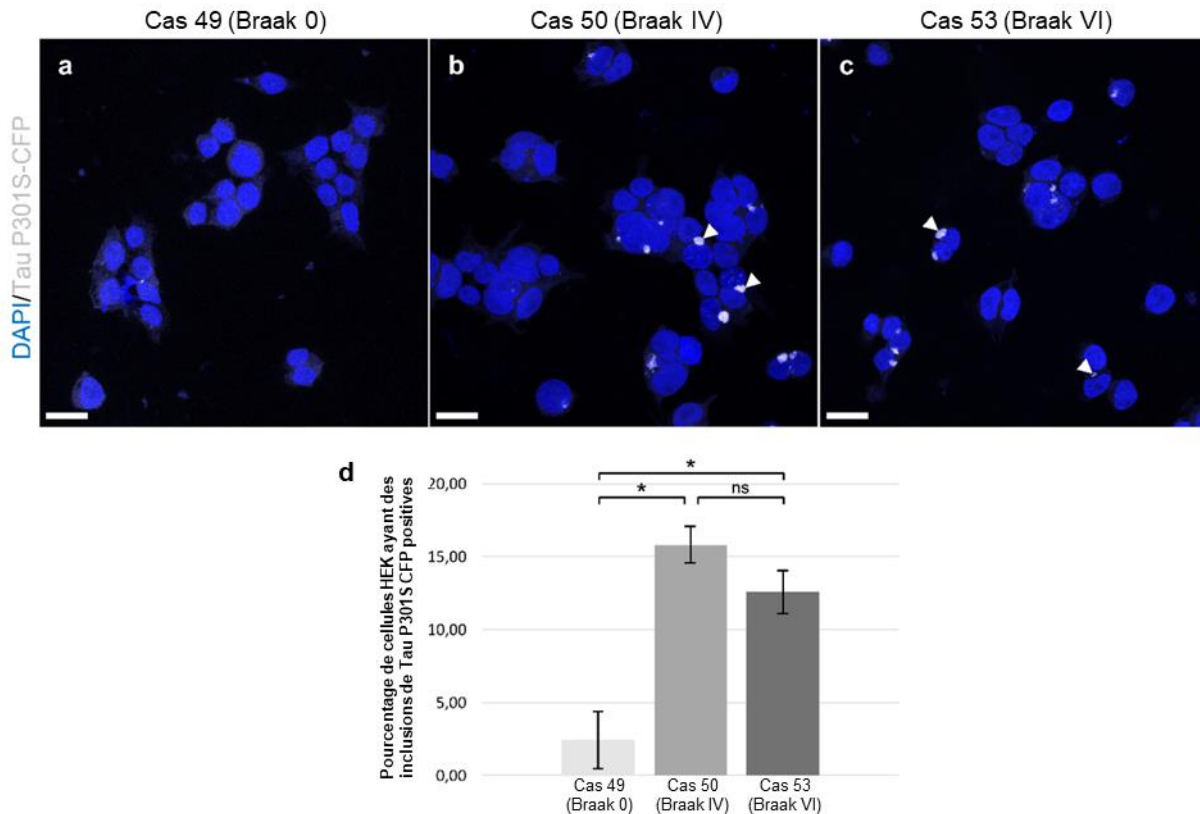 Cas 49 (Braak 0)
Cas 50 (Braak IV)
Cas 53 (Braak VI)
DAPI/Tau P301S-CFP
a
b
c
d
Pourcentage de cellules HEK ayant des
inclusions de Tau P301S CFP positives
20,00
15,00
10,00
5,00
0,00
*
*
ns
Cas 49
(Braak 0)
Cas 50
(Braak IV)
Cas 53
(Braak VI)